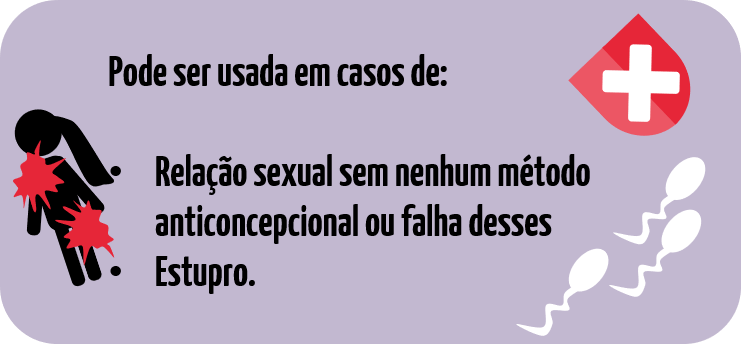 Pode ser usada em casos de:
• Relação sexual sem nenhum método
anticoncepcional ou falha desses
• Estupro.